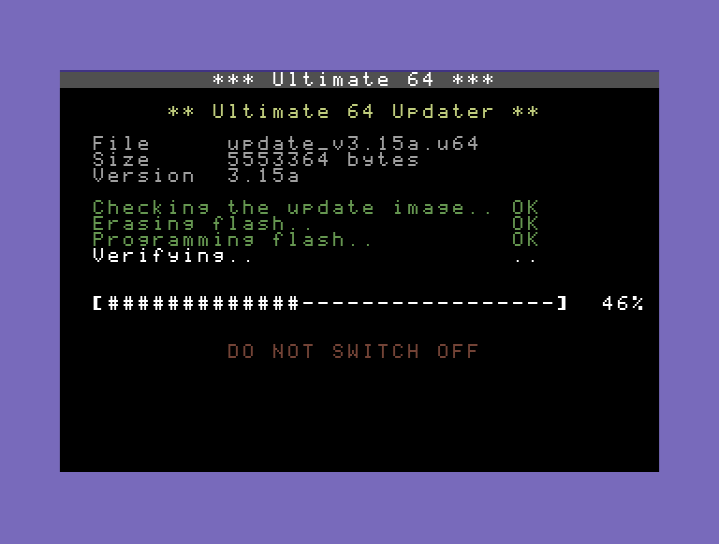 *** Ultimate 64 ***
** Ultimate 64 Updater **
File update_v3.15a.u64
Size 5553364 bytes
Version 3.15a
Checking the update image.. OK
Erasing flash.. OK
Programming flash.. OK
Verifying.. ..
[#############-----------------] 46%
DO NOT SWITCH OFF